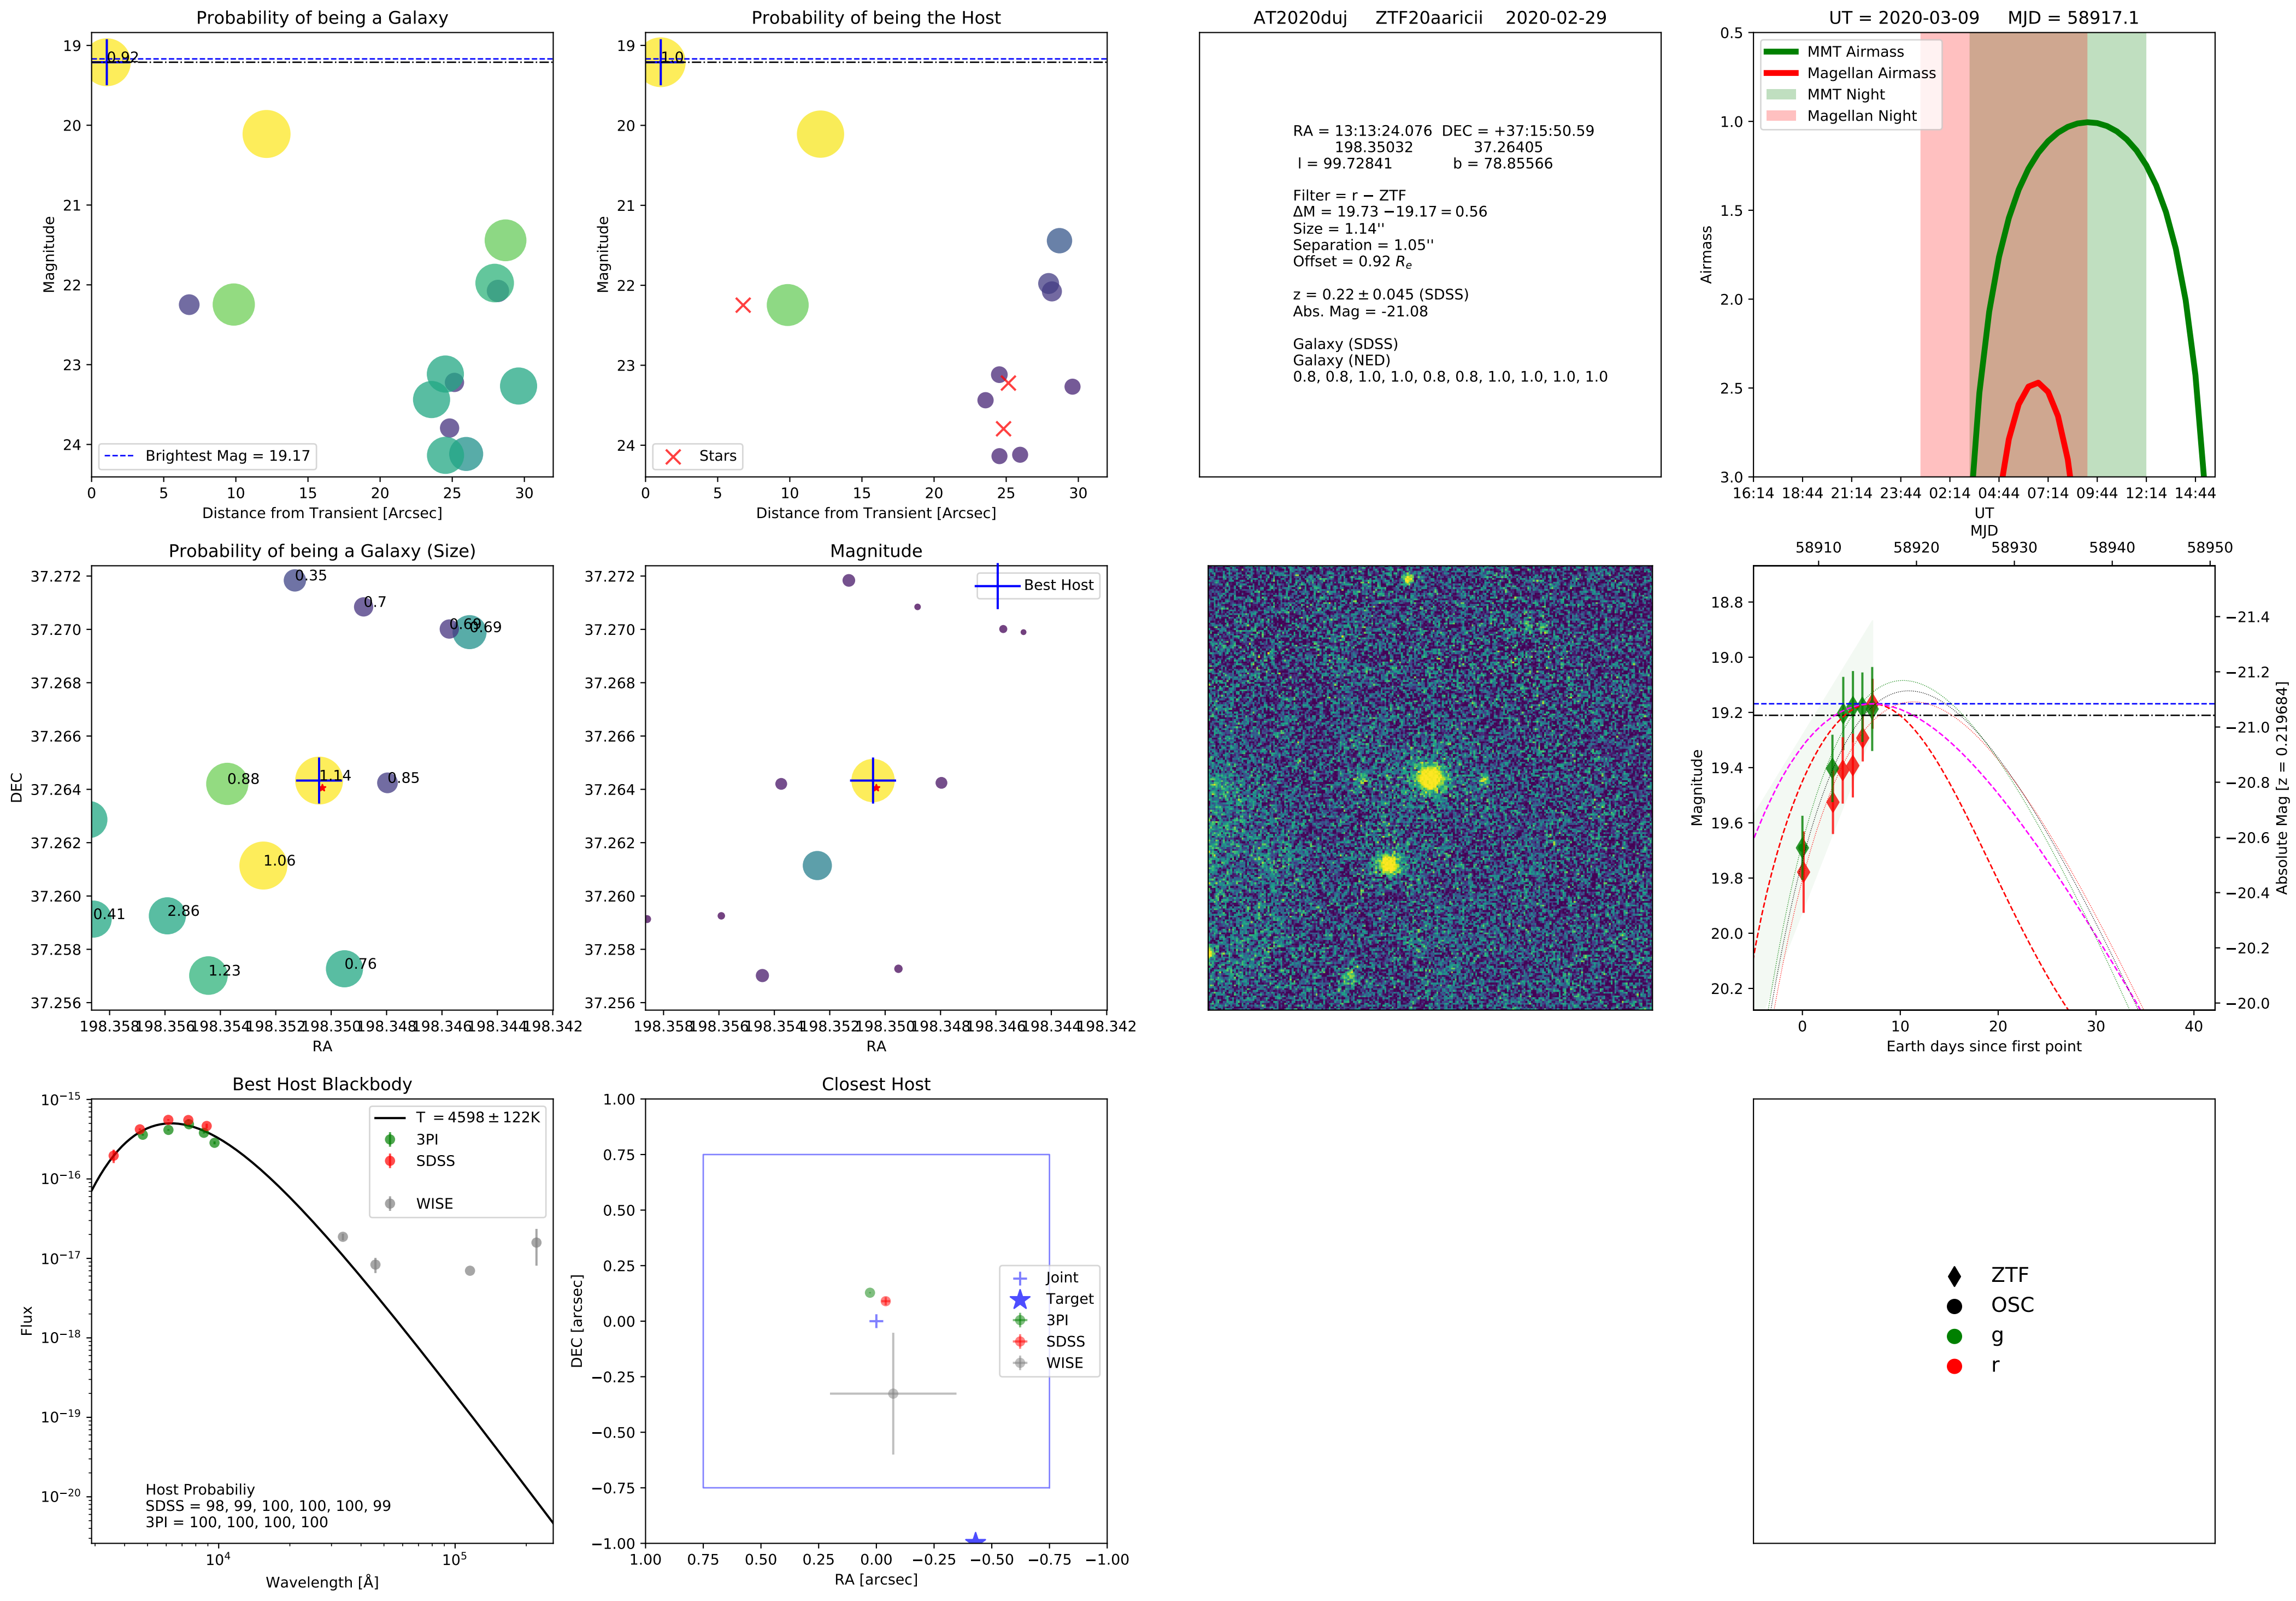 Probability of being a Galaxy
0.92
Brightest Mag = 19.17
Magnitude
19
20
21
22
23
24
0 5 10 15 20 25 30
Distance from Transient [Arcsec]
Probability of being the Host
1.0
Stars
Magnitude
19
20
21
22
23
24
0 5 10 15 20 25 30
Distance from Transient [Arcsec]
AT2020duj ZTF20aaricii 2020-02-29
RA = 13:13:24.076 DEC = +37:15:50.59
198.35032 37.26405
l = 99.72841 b = 78.85566
Filter = r − ZTF
ΔM = 19.73 −19.17 = 0.56
Size = 1.14''
Separation = 1.05''
Offset = 0.92 Re
z = 0.22 ± 0.045 (SDSS)
Abs. Mag = -21.08
Galaxy (SDSS)
Galaxy (NED)
0.8, 0.8, 1.0, 1.0, 0.8, 0.8, 1.0, 1.0, 1.0, 1.0
UT = 2020-03-09 MJD = 58917.1
MMT Airmass
Magellan Airmass
MMT Night
Magellan Night
Airmass
0.5
1.0
1.5
2.0
2.5
3.0
16:14 18:44 21:14 23:44 02:14 04:44 07:14 09:44 12:14 14:44
UT
Probability of being a Galaxy (Size)
0.35
0.7
0.69
0.69
0.88
1.14
0.85
1.06
0.41
2.86
1.23
0.76
DEC
37.272
37.270
37.268
37.266
37.264
37.262
37.260
37.258
37.256
198.358 198.356 198.354 198.352 198.350 198.348 198.346 198.344 198.342
RA
Magnitude
Best Host
37.272
37.270
37.268
37.266
37.264
37.262
37.260
37.258
37.256
198.358 198.356 198.354 198.352 198.350 198.348 198.346 198.344 198.342
RA
MJD
58910 58920 58930 58940 58950
Magnitude
18.8
19.0
19.2
19.4
19.6
19.8
20.0
20.2
−21.4
−21.2
−21.0
−20.8
−20.6
−20.4
−20.2
−20.0
Absolute Mag [z = 0.219684]
0 10 20 30 40
Earth days since first point
Best Host Blackbody
T = 4598 ± 122K
3PI
SDSS
WISE
Flux
10−15
10−16
10−17
10−18
10−19
10−20
Host Probabiliy
SDSS = 98, 99, 100, 100, 100, 99
3PI = 100, 100, 100, 100
104 105
Wavelength [Å]
Closest Host
Joint
Target
3PI
SDSS
WISE
DEC [arcsec]
1.00
0.75
0.50
0.25
0.00
−0.25
−0.50
−0.75
−1.00
1.00 0.75 0.50 0.25 0.00 −0.25 −0.50 −0.75 −1.00
RA [arcsec]
ZTF
OSC
g
r